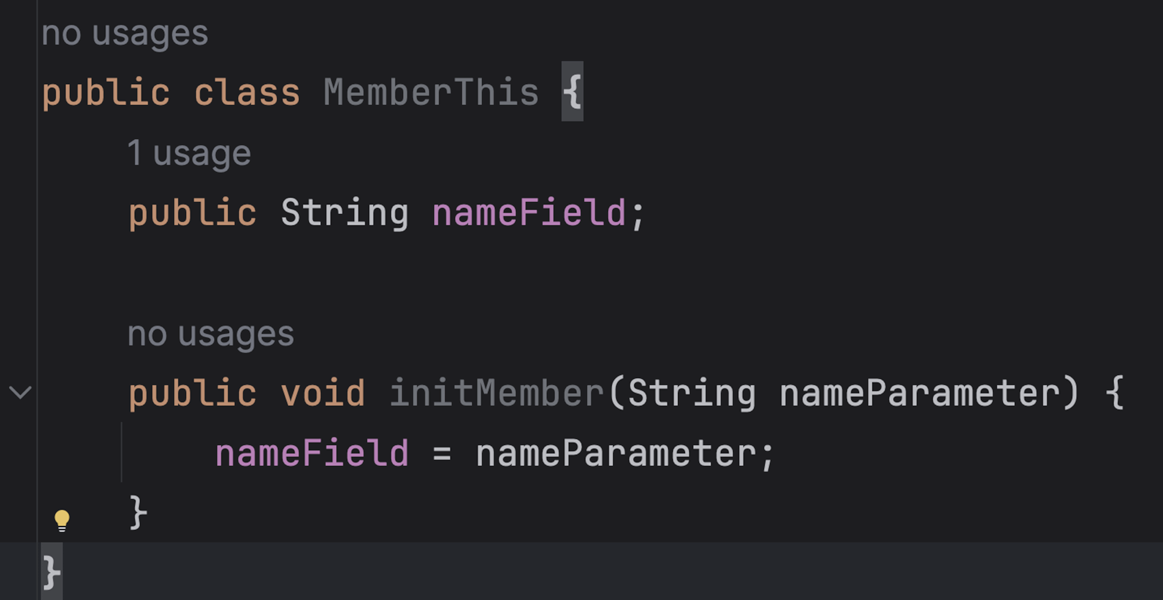 no usages
public class MemberThis {
1 usage
public String nameField;
no usages
public void initMember(String nameParameter) {
nameField = nameParameter;
}
}